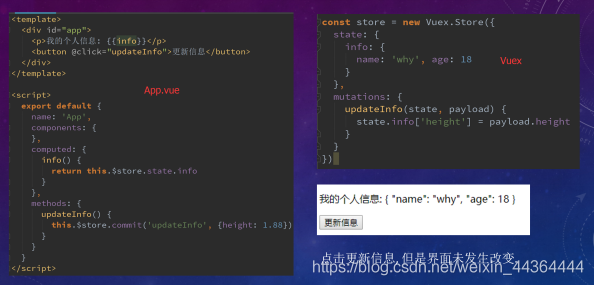 <template>
<div id="app">
<p>我的个人信息: {{info}}</p>
<button @click="updateInfo">更新信息</button>
</div>
</template>
<script>
export default {
name: 'App',
components: {
},
computed: {
info() {
return this.$store.state.info
}
},
methods: {
updateInfo() {
this.$store.commit('updateInfo', {height: 1.88})
}
}
}
</script>
App.vue
const store = new Vuex.Store({
state: {
info: {
name: 'why', age: 18
}
},
mutations: {
updateInfo(state, payload) {
state.info['height'] = payload.height
}
}
})
Vuex
我的个人信息: { "name": "why", "age": 18 }
更新信息
点击更新信息, 但是界面未发生改变
https://blog.csdn.net/weixin_44364444